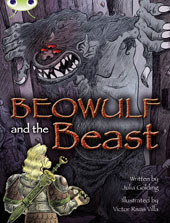 BEOWULF
and the Beast
Written by
Julia Golding
Illustrated by
Victor Rivas Villa